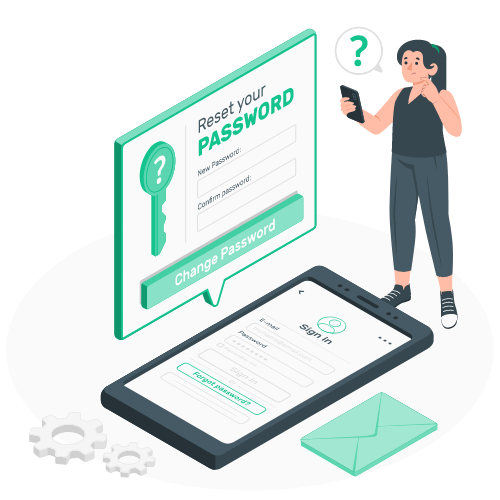 ?
Reset your
PASSWORD
?
New Password:
Confirm password:
Change Password
Sign in
E-mail
Password
Sign in
Forgot password?